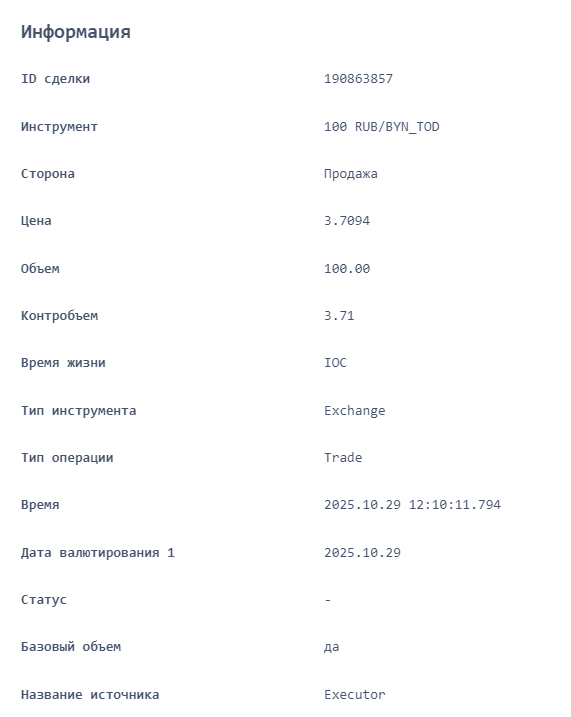 Информация
ID сделки 190863857
Инструмент 100 RUB/BYN_TOD
Сторона Продажа
Цена 3.7094
Объем 100.00
Контробъем 3.71
Время жизни IOC
Тип инструмента Exchange
Тип операции Trade
Время 2025.10.29 12:10:11.794
Дата валютирования 1 2025.10.29
Статус -
Базовый объем да
Название источника Executor